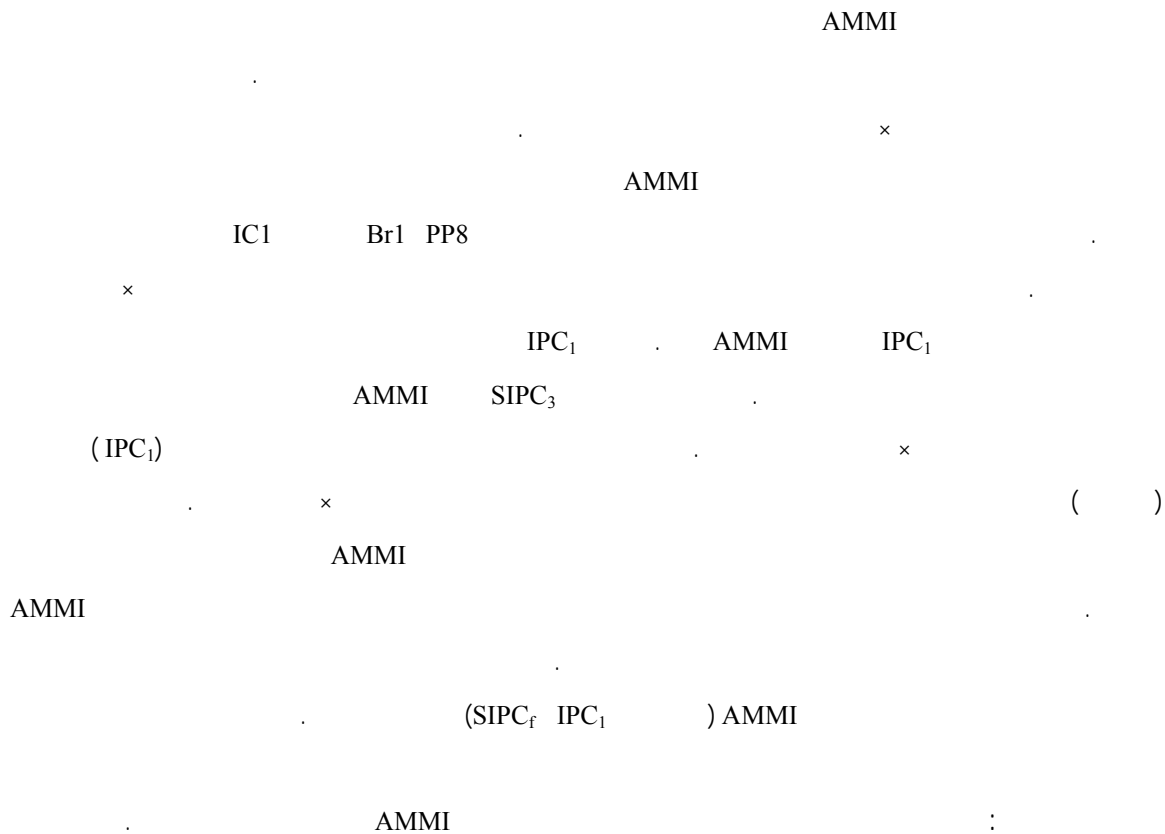 AMMI
.
. ×
AMMI
IC1 Br1 PP8 .
× .
IPC₁ . AMMI IPC₁
AMMI SIPC₃ .
( IPC₁) . ×
. × ( )
AMMI
AMMI .
.
. (SIPCf IPC₁ ) AMMI
. AMMI :